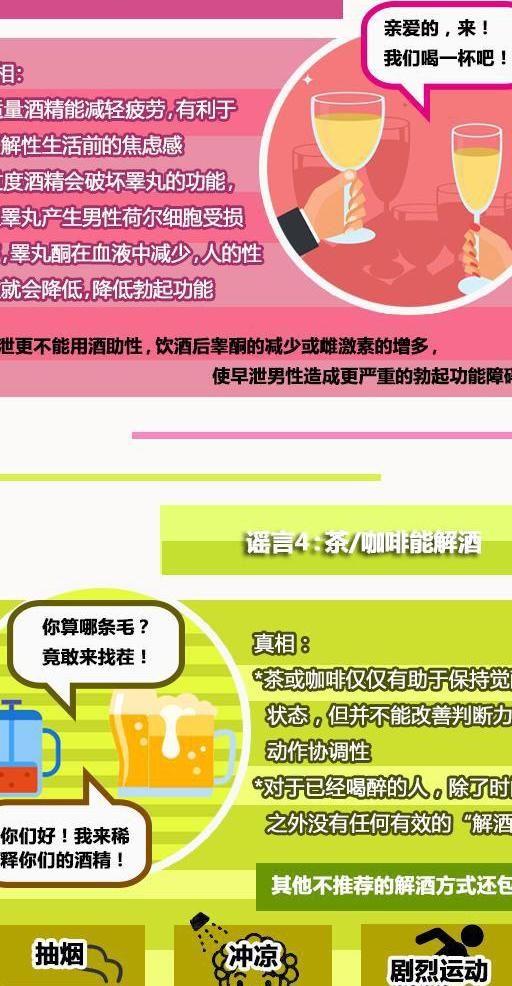 亲爱的，来！
我们喝一杯吧！
相：
量酒精能减轻疲劳，有利于
解性生活前的焦虑感
度酒精会破坏睾丸的功能，
睾丸产生男性荷尔细胞受损
，睾丸酮在血液中减少，人的性
就会降低，降低勃起功能
泄更不能用酒助性，饮酒后睾酮的减少或雌激素的增多，
使早泄男性造成更严重的勃起功能障
谣言4：茶/咖啡能解酒
你算哪条毛？
竟敢来找茬！
真相：
*茶或咖啡仅仅有助于保持觉
状态，但并不能改善判断力
动作协调性
*对于已经喝醉的人，除了时
之外没有任何有效的“解酒
你们好！我来稀
释你们的酒精！
其他不推荐的解酒方式还包
抽烟
冲凉
剧烈运动